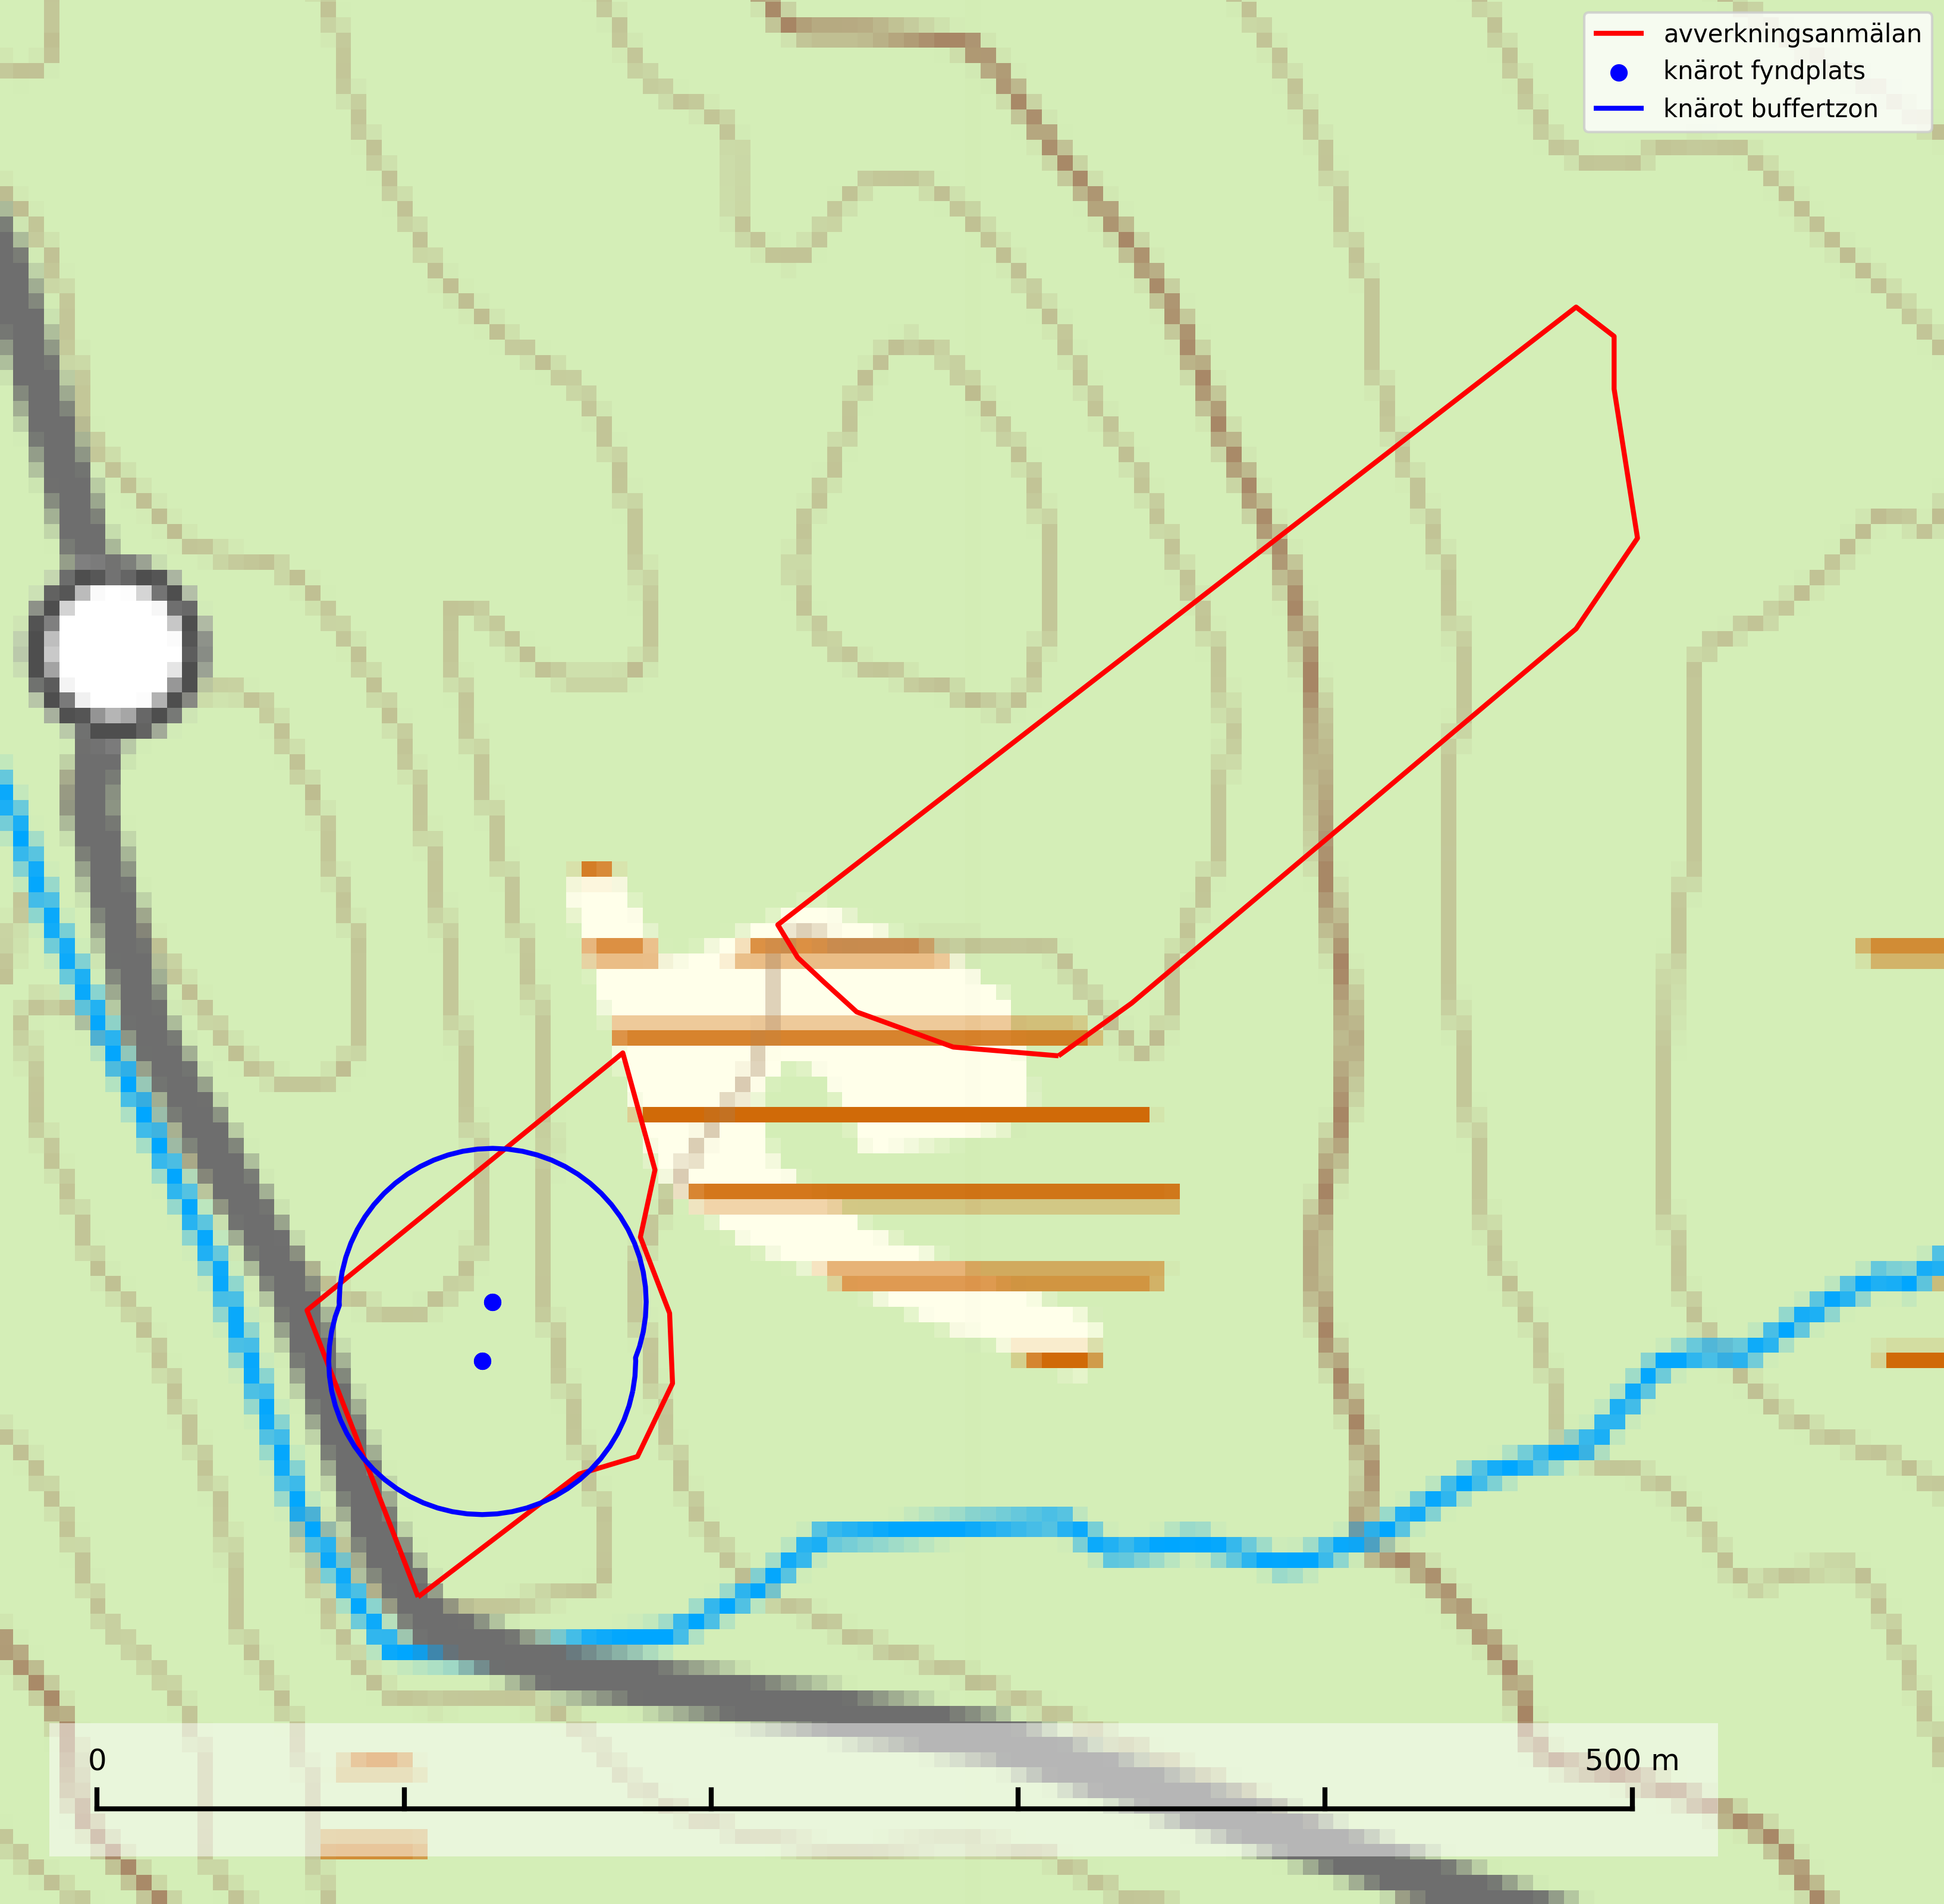 avverkningsanmälan
knärot fyndplats
knärot buffertzon
0
500 m